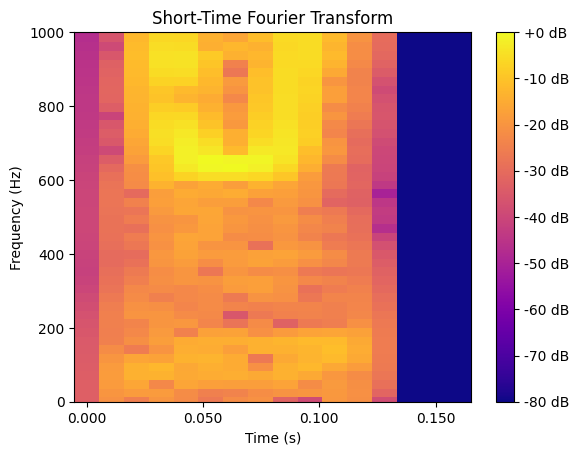 Short-Time Fourier Transform
1000
800
600
400
200
0
Frequency (Hz)
0.000
0.050
0.100
0.150
Time (s)
+0 dB
-10 dB
-20 dB
-30 dB
-40 dB
-50 dB
-60 dB
-70 dB
-80 dB